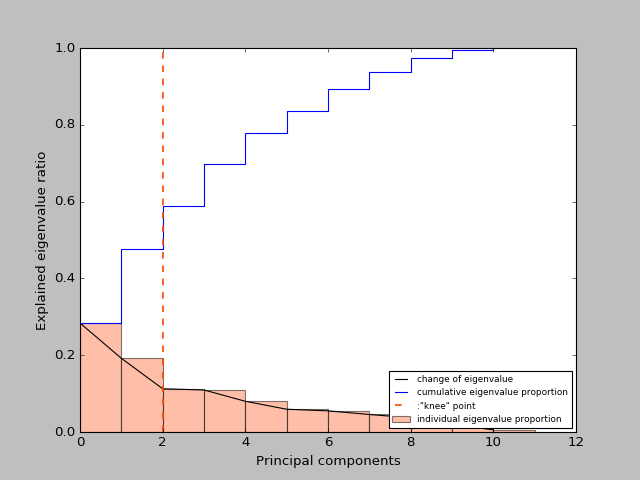 1.0
0.8
0.6
0.4
0.2
0.0
Explained eigenvalue ratio
change of eigenvalue
cumulative eigenvalue proportion
:"knee" point
individual eigenvalue proportion
0 2 4 6 8 10 12
Principal components